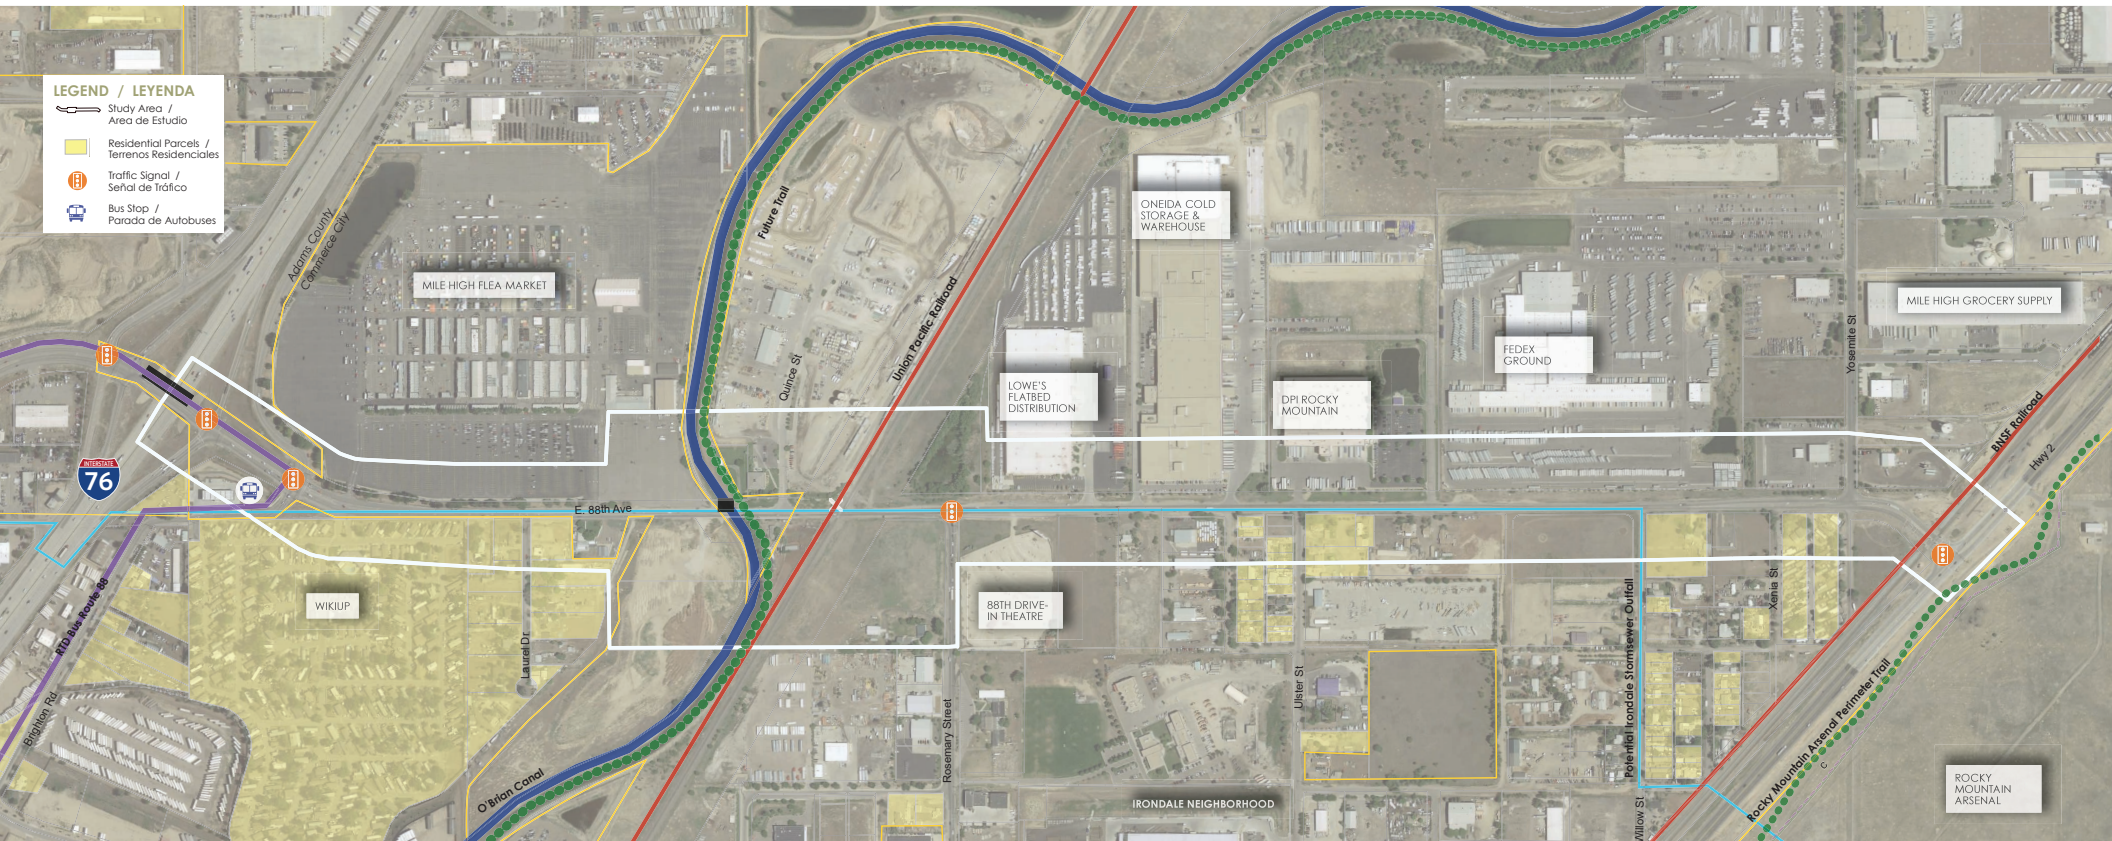 LEGEND / LEYENDA
Study Area /
Area de Estudio
Residential Parcels /
Terrenos Residenciales
Traffic Signal /
Señal de Tráfico
Bus Stop /
Parada de Autobuses
Adams County
Commerce City
MILE HIGH FLEA MARKET
Future Trail
Quince St
Union Pacific Railroad
ONEIDA COLD
STORAGE &
WAREHOUSE
LOWE'S
FLATBED
DISTRIBUTION
DPI ROCKY
MOUNTAIN
FEDEX
GROUND
Yosemite St
MILE HIGH GROCERY SUPPLY
BNSF Railroad
Hwy 2
INTERSTATE
76
E. 88th Ave
RTD Bus Route 88
Brighton Rd
WIKIUP
Laurel Dr
O'Brian Canal
Rosemary Street
88TH DRIVE-
IN THEATRE
IRONDALE NEIGHBORHOOD
Ulster St
Potential Irondale Stormsewer Outfall
Willow St
Xenia St
Rocky Mountain Arsenal Perimeter Trail
ROCKY
MOUNTAIN
ARSENAL